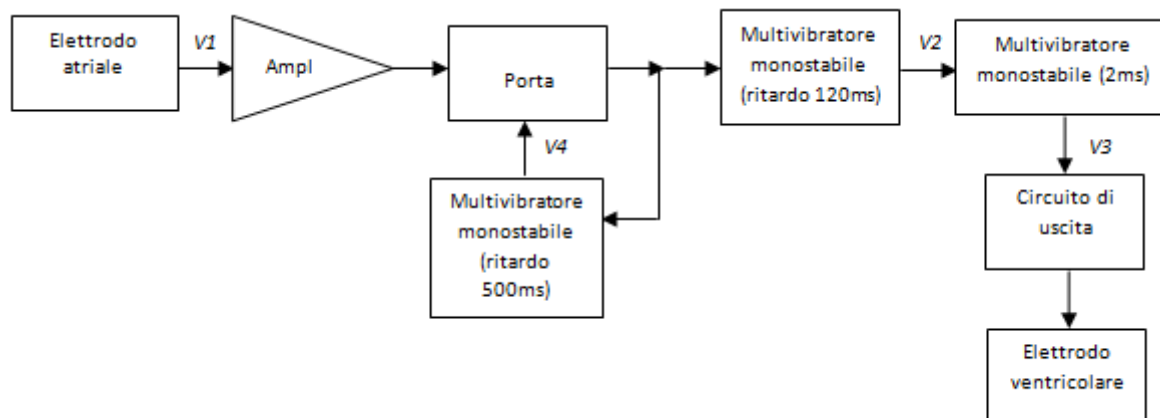 Elettrodo
atriale
V1
Ampl
Porta
Multivibratore
monostabile
(ritardo 120ms)
V2
Multivibratore
monostabile (2ms)
V4
V3
Multivibratore
monostabile
(ritardo
500ms)
Circuito di
uscita
Elettrodo
ventricolare